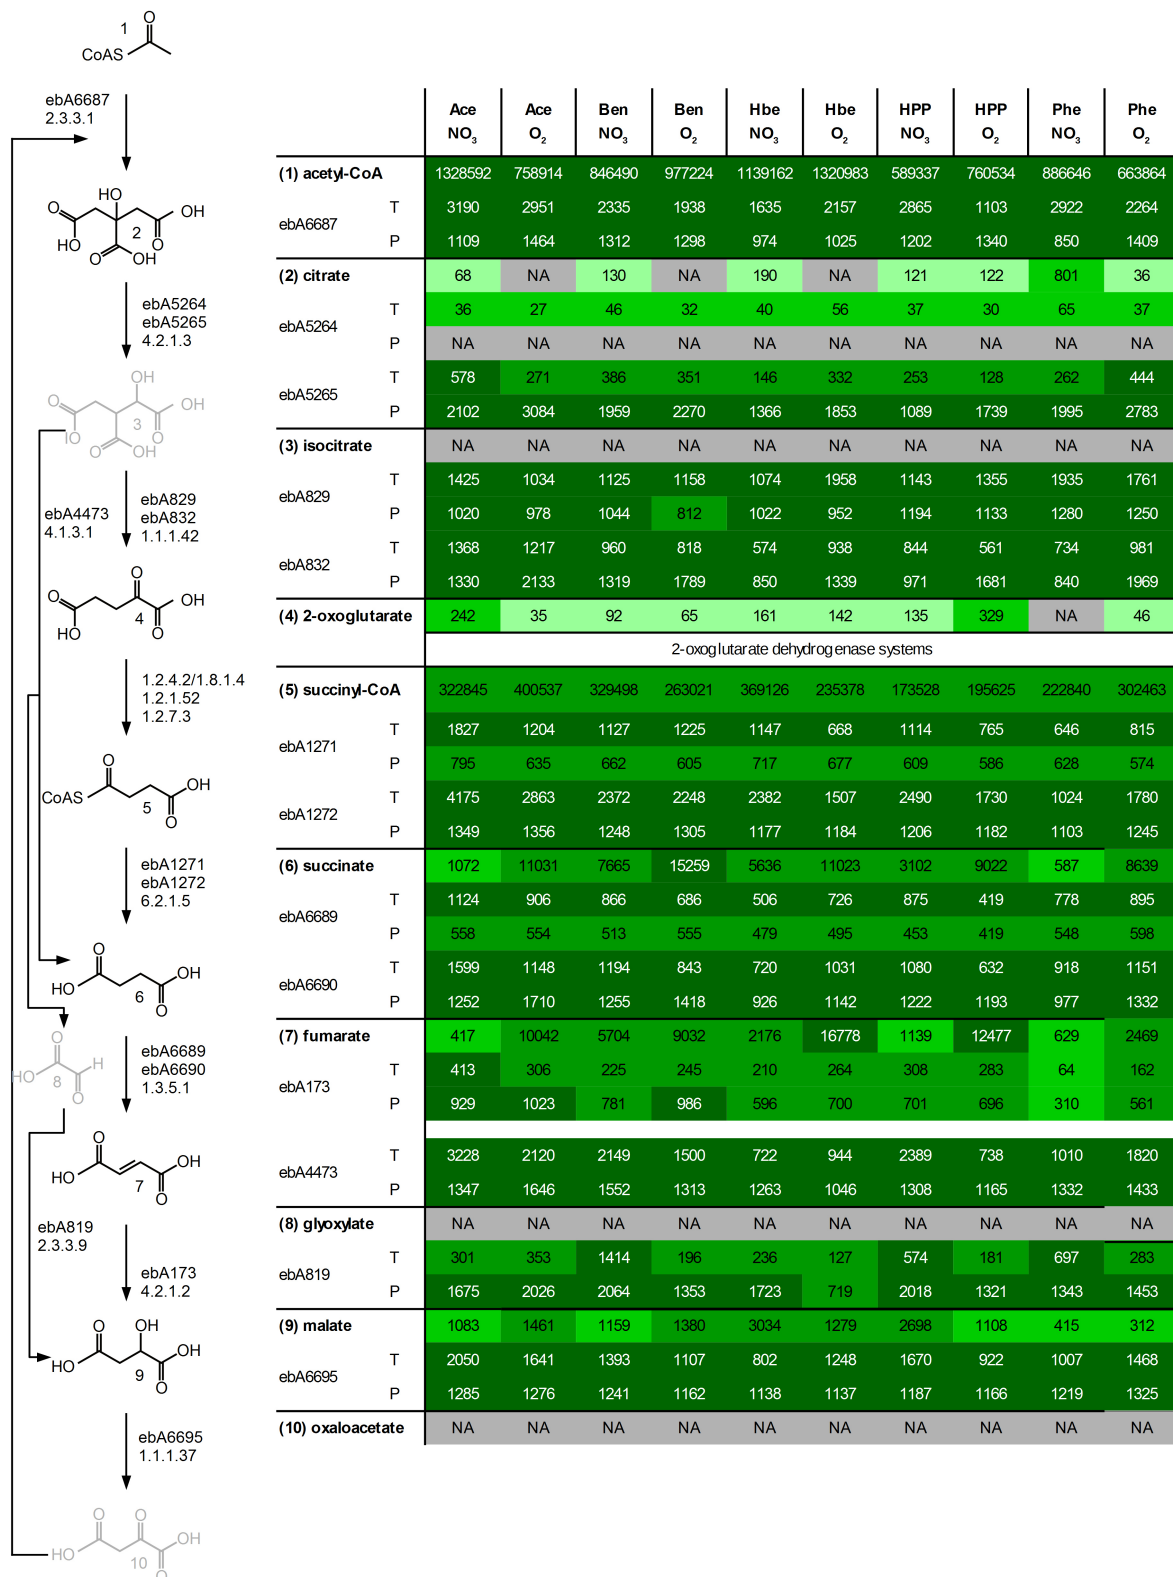 1
O
CoAS
ebA6687
2.3.3.1
HO
O
OH
2
HO
O
O
OH
ebA5264
ebA5265
4.2.1.3
OH
O
OH
3
IO
O
O
OH
ebA4473
4.1.3.1
ebA829
ebA832
1.1.1.42
O
O
OH
4
HO
O
1.2.4.2/1.8.1.4
1.2.1.52
1.2.7.3
O
OH
CoAS
5
O
ebA1271
ebA1272
6.2.1.5
O
OH
HO
6
O
O
H
HO
8
O
ebA6689
ebA6690
1.3.5.1
O
OH
HO
7
O
ebA819
2.3.3.9
ebA173
4.2.1.2
O
OH
OH
HO
9
O
ebA6695
1.1.1.37
O
O
OH
HO
10
O
Ace Ace Ben Ben Hbe Hbe HPP HPP Phe Phe
NO3 O2 NO3 O2 NO3 O2 NO3 O2 NO3 O2
(1) acetyl-CoA 1328592 758914 846490 977224 1139162 1320983 589337 760534 886646 663864
T 3190 2951 2335 1938 1635 2157 2865 1103 2922 2264
ebA6687
P 1109 1464 1312 1298 974 1025 1202 1340 850 1409
(2) citrate 68 NA 130 NA 190 NA 121 122 801 36
T 36 27 46 32 40 56 37 30 65 37
ebA5264
P NA NA NA NA NA NA NA NA NA NA
T 578 271 386 351 146 332 253 128 262 444
ebA5265
P 2102 3084 1959 2270 1366 1853 1089 1739 1995 2783
(3) isocitrate NA NA NA NA NA NA NA NA NA NA
T 1425 1034 1125 1158 1074 1958 1143 1355 1935 1761
ebA829
P 1020 978 1044 812 1022 952 1194 1133 1280 1250
T 1368 1217 960 818 574 938 844 561 734 981
ebA832
P 1330 2133 1319 1789 850 1339 971 1681 840 1969
(4) 2-oxoglutarate 242 35 92 65 161 142 135 329 NA 46
2-oxoglutarate dehydrogenase systems
(5) succinyl-CoA 322845 400537 329498 263021 369126 235378 173528 195625 222840 302463
T 1827 1204 1127 1225 1147 668 1114 765 646 815
ebA1271
P 795 635 662 605 717 677 609 586 628 574
T 4175 2863 2372 2248 2382 1507 2490 1730 1024 1780
ebA1272
P 1349 1356 1248 1305 1177 1184 1206 1182 1103 1245
(6) succinate 1072 11031 7665 15259 5636 11023 3102 9022 587 8639
T 1124 906 866 686 506 726 875 419 778 895
ebA6689
P 558 554 513 555 479 495 453 419 548 598
T 1599 1148 1194 843 720 1031 1080 632 918 1151
ebA6690
P 1252 1710 1255 1418 926 1142 1222 1193 977 1332
(7) fumarate 417 10042 5704 9032 2176 16778 1139 12477 629 2469
T 413 306 225 245 210 264 308 283 64 162
ebA173
P 929 1023 781 986 596 700 701 696 310 561
T 3228 2120 2149 1500 722 944 2389 738 1010 1820
ebA4473
P 1347 1646 1552 1313 1263 1046 1308 1165 1332 1433
(8) glyoxylate NA NA NA NA NA NA NA NA NA NA
T 301 353 1414 196 236 127 574 181 697 283
ebA819
P 1675 2026 2064 1353 1723 719 2018 1321 1343 1453
(9) malate 1083 1461 1159 1380 3034 1279 2698 1108 415 312
T 2050 1641 1393 1107 802 1248 1670 922 1007 1468
ebA6695
P 1285 1276 1241 1162 1138 1137 1187 1166 1219 1325
(10) oxaloacetate NA NA NA NA NA NA NA NA NA NA